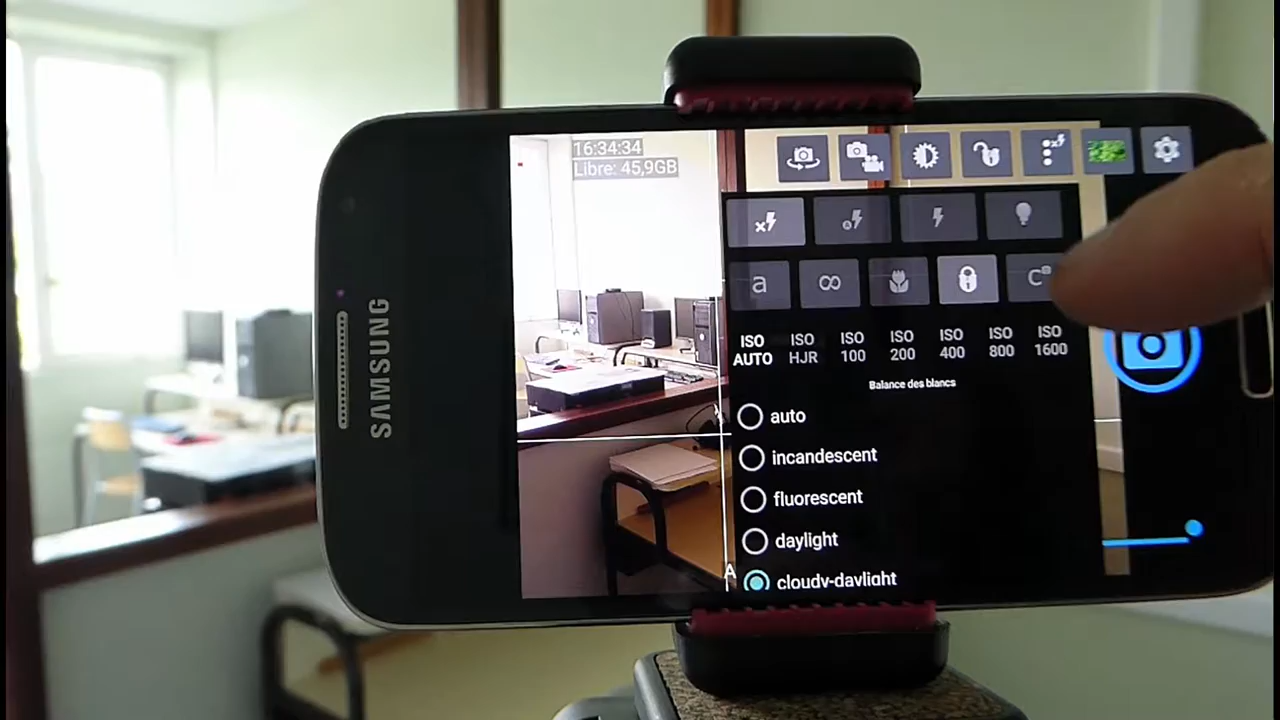 SAMSUNG
16:34:34
Libre: 45,9GB
a
∞
C
ISO AUTO
ISO HJR
ISO 100
ISO 200
ISO 400
ISO 800
ISO 1600
Balance des blancs
auto
incandescent
fluorescent
daylight
A
cloudy-daylight